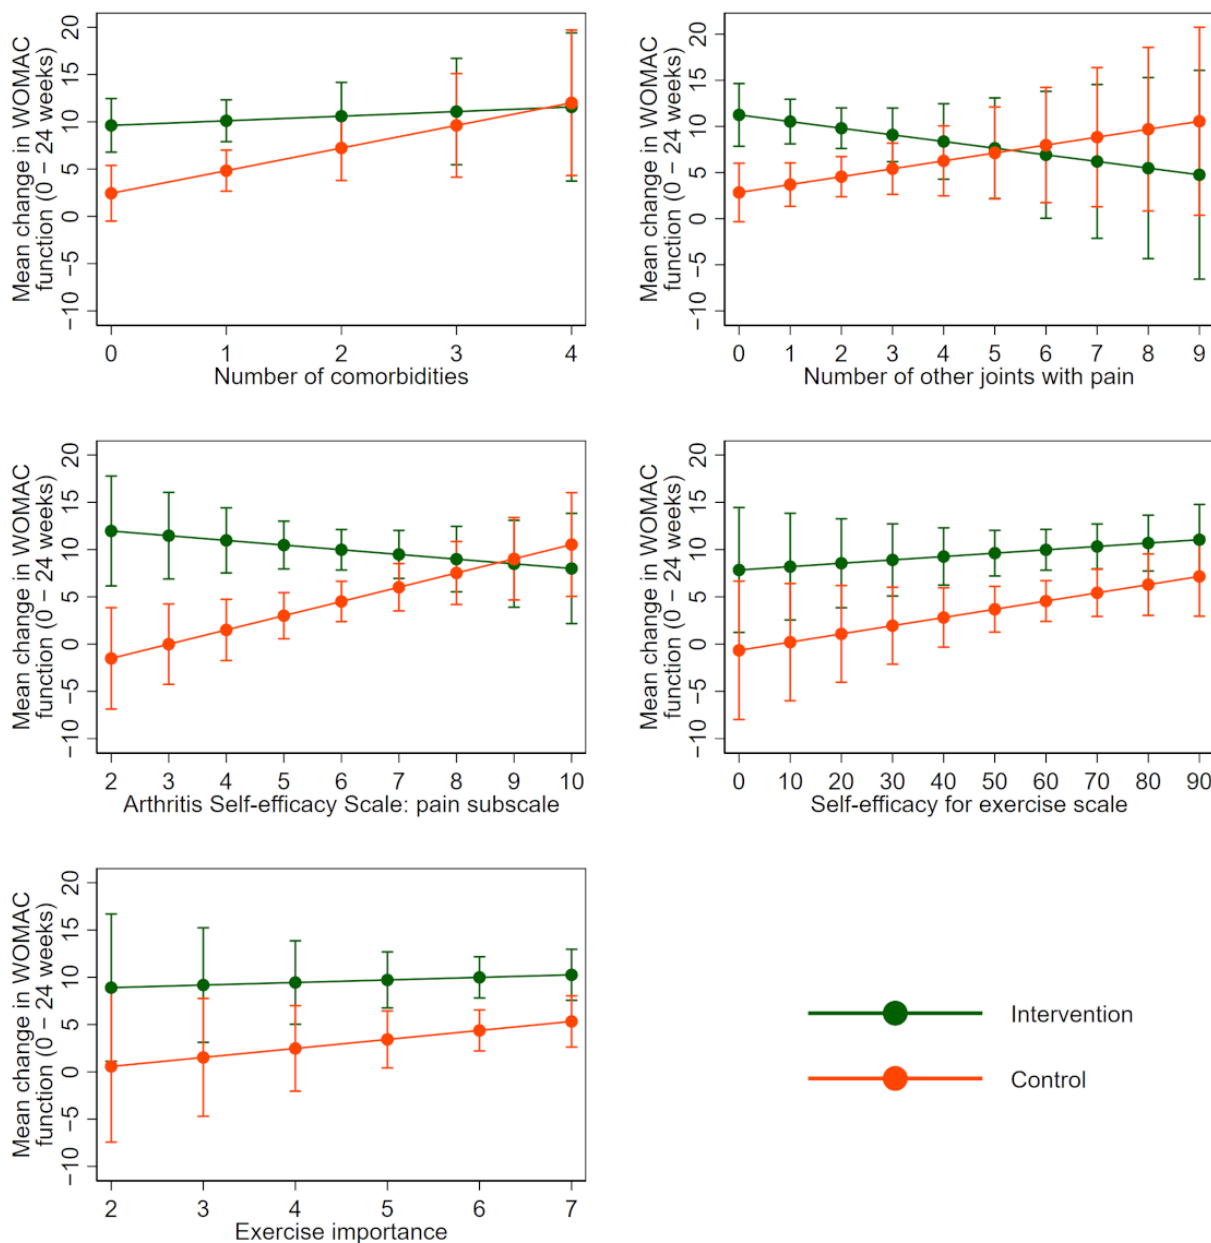 Mean change in WOMAC
function (0 – 24 weeks)
20
15
10
5
0
−5
−10
0 1 2 3 4
Number of comorbidities
Mean change in WOMAC
function (0 – 24 weeks)
20
15
10
5
0
−5
−10
0 1 2 3 4 5 6 7 8 9
Number of other joints with pain
Mean change in WOMAC
function (0 – 24 weeks)
20
15
10
5
0
−5
−10
2 3 4 5 6 7 8 9 10
Arthritis Self-efficacy Scale: pain subscale
Mean change in WOMAC
function (0 – 24 weeks)
20
15
10
5
0
−5
−10
0 10 20 30 40 50 60 70 80 90
Self-efficacy for exercise scale
Mean change in WOMAC
function (0 – 24 weeks)
20
15
10
5
0
−5
−10
2 3 4 5 6 7
Exercise importance
Intervention
Control